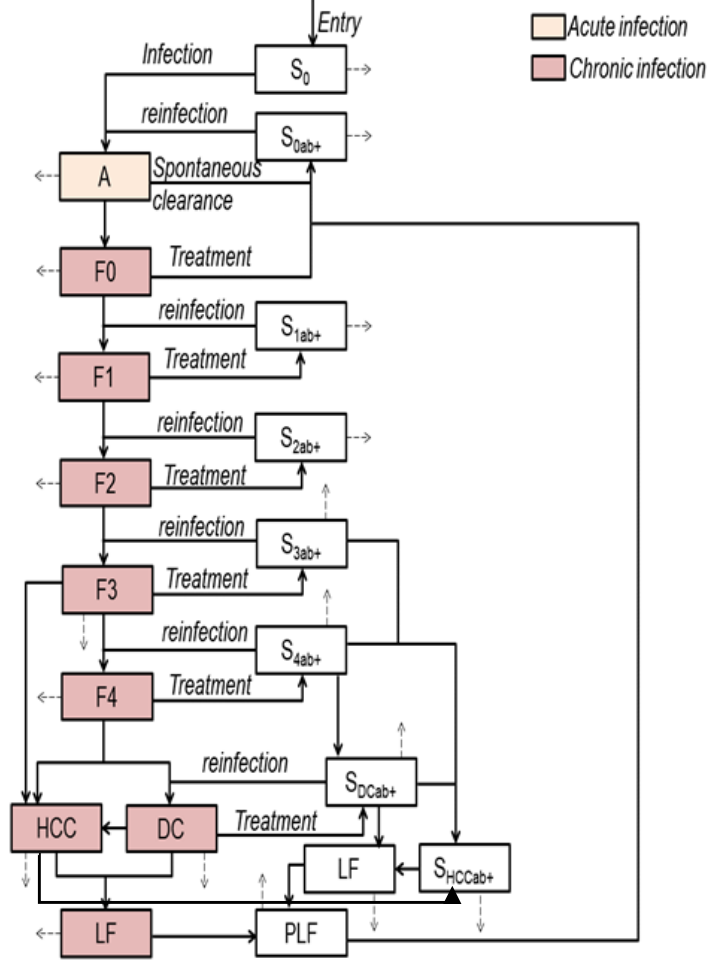 Entry
Acute infection
Infection
S0
Chronic infection
reinfection
S0ab+
A
Spontaneous
clearance
F0
Treatment
reinfection
S1ab+
F1
Treatment
reinfection
S2ab+
F2
Treatment
reinfection
S3ab+
F3
Treatment
reinfection
S4ab+
F4
Treatment
reinfection
SDCab+
HCC
DC
Treatment
LF
SHCCab+
LF
PLF